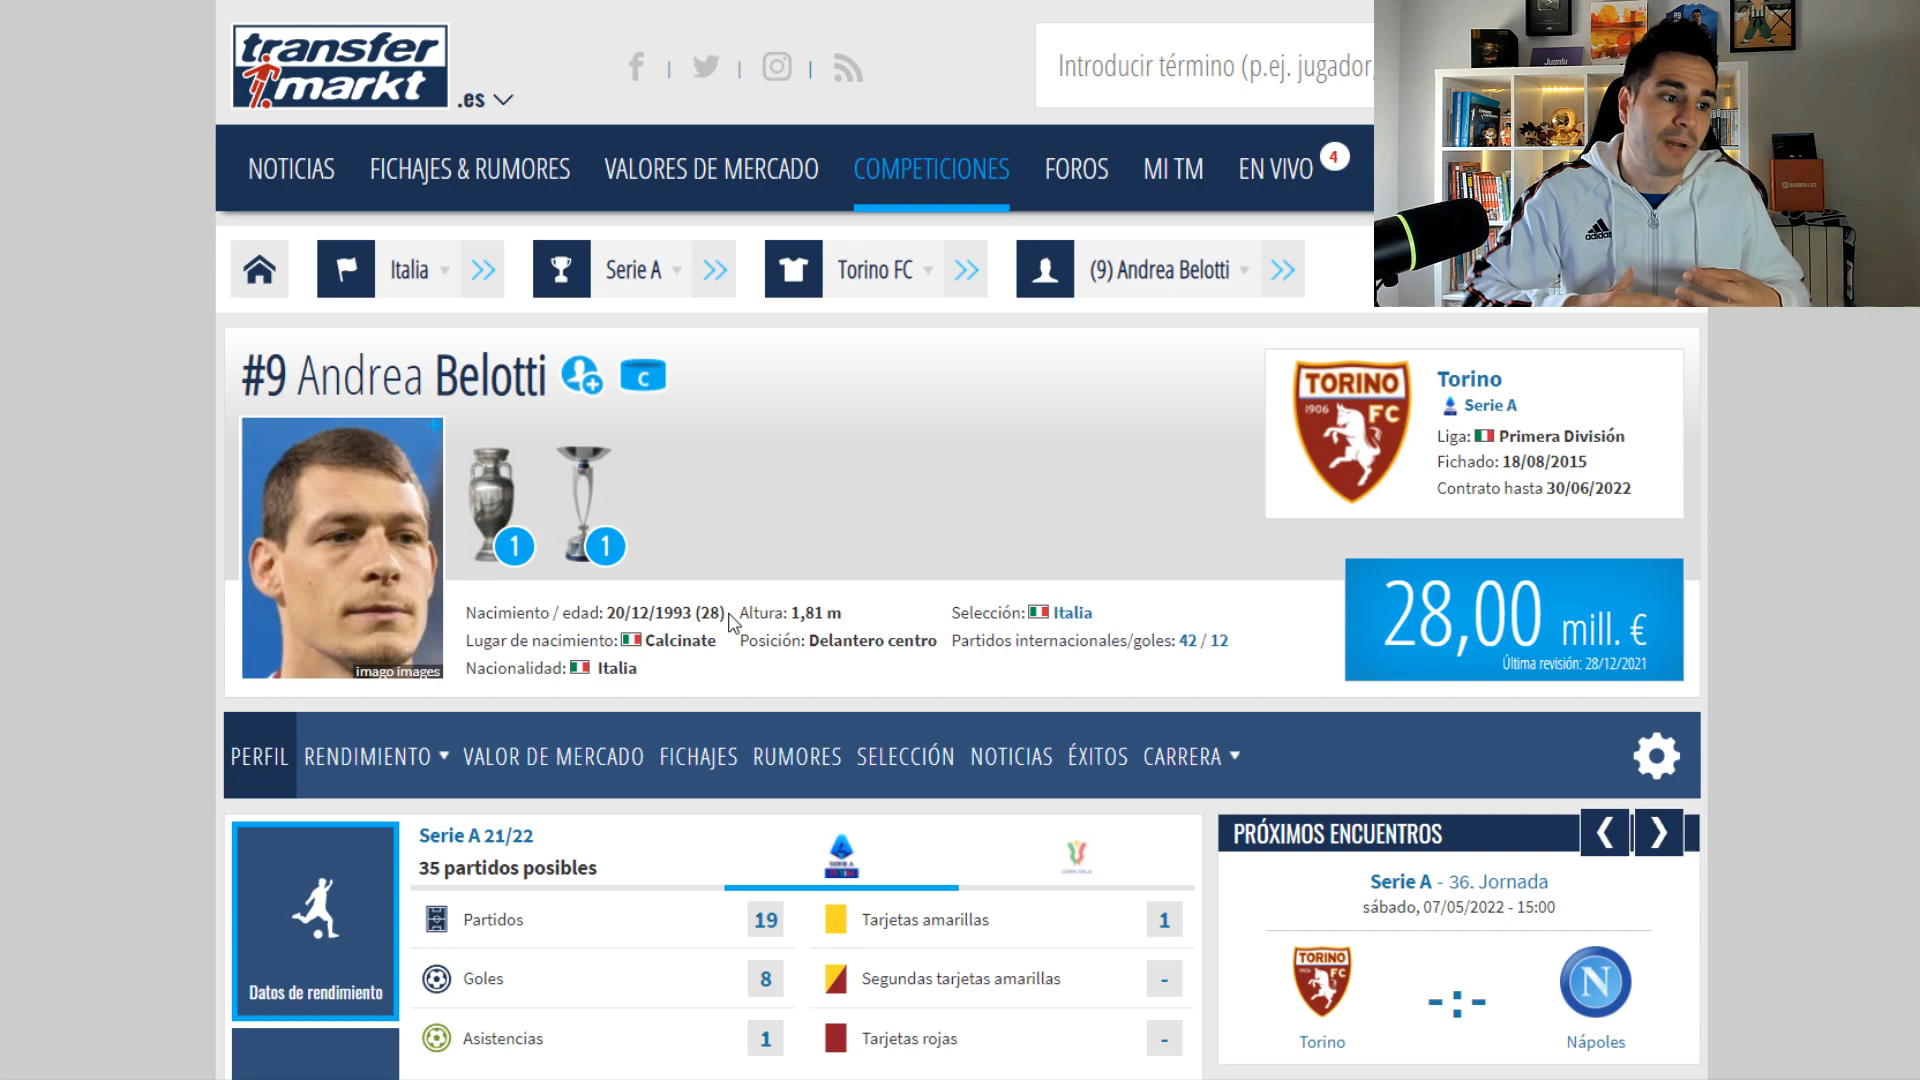 transfer
markt
.es
Introducir término (p.ej. jugador,
Juanlu
NOTICIAS
FICHAJES & RUMORES
VALORES DE MERCADO
COMPETICIONES
FOROS
MI TM
EN VIVO
4
adidas
Italia
Serie A
Torino FC
(9) Andrea Belotti
#9 Andrea Belotti
C
TORINO
1906 FC
Torino
Serie A
Liga: Primera División
Fichado: 18/08/2015
Contrato hasta 30/06/2022
1
1
28,00 mill. €
Última revisión: 28/12/2021
imago images
Nacimiento / edad: 20/12/1993 (28)
Lugar de nacimiento: Calcinate
Nacionalidad: Italia
Altura: 1,81 m
Posición: Delantero centro
Selección: Italia
Partidos internacionales/goles: 42 / 12
PERFIL
RENDIMIENTO
VALOR DE MERCADO
FICHAJES
RUMORES
SELECCIÓN
NOTICIAS
ÉXITOS
CARRERA
Datos de rendimiento
Serie A 21/22
35 partidos posibles
SERIE A
Partidos 19
Goles 8
Asistencias 1
Tarjetas amarillas 1
Segundas tarjetas amarillas -
Tarjetas rojas -
PRÓXIMOS ENCUENTROS
Serie A - 36. Jornada
sábado, 07/05/2022 - 15:00
TORINO
FC
-:-
N
Torino
Nápoles